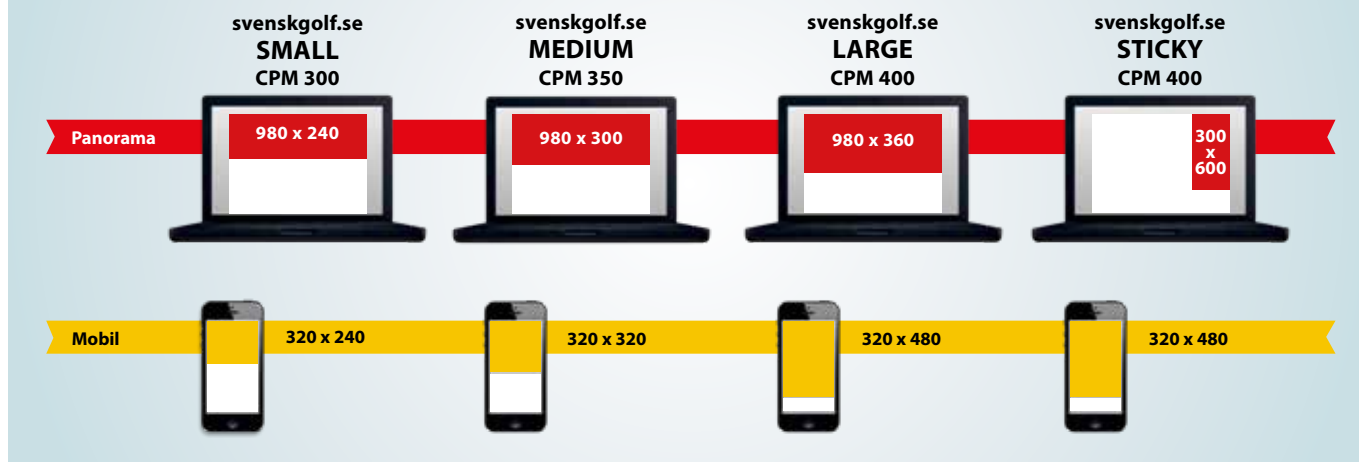 svenskgolf.se
SMALL
CPM 300
svenskgolf.se
MEDIUM
CPM 350
svenskgolf.se
LARGE
CPM 400
svenskgolf.se
STICKY
CPM 400
Panorama
980 x 240
980 x 300
980 x 360
300
x
600
Mobil
320 x 240
320 x 320
320 x 480
320 x 480